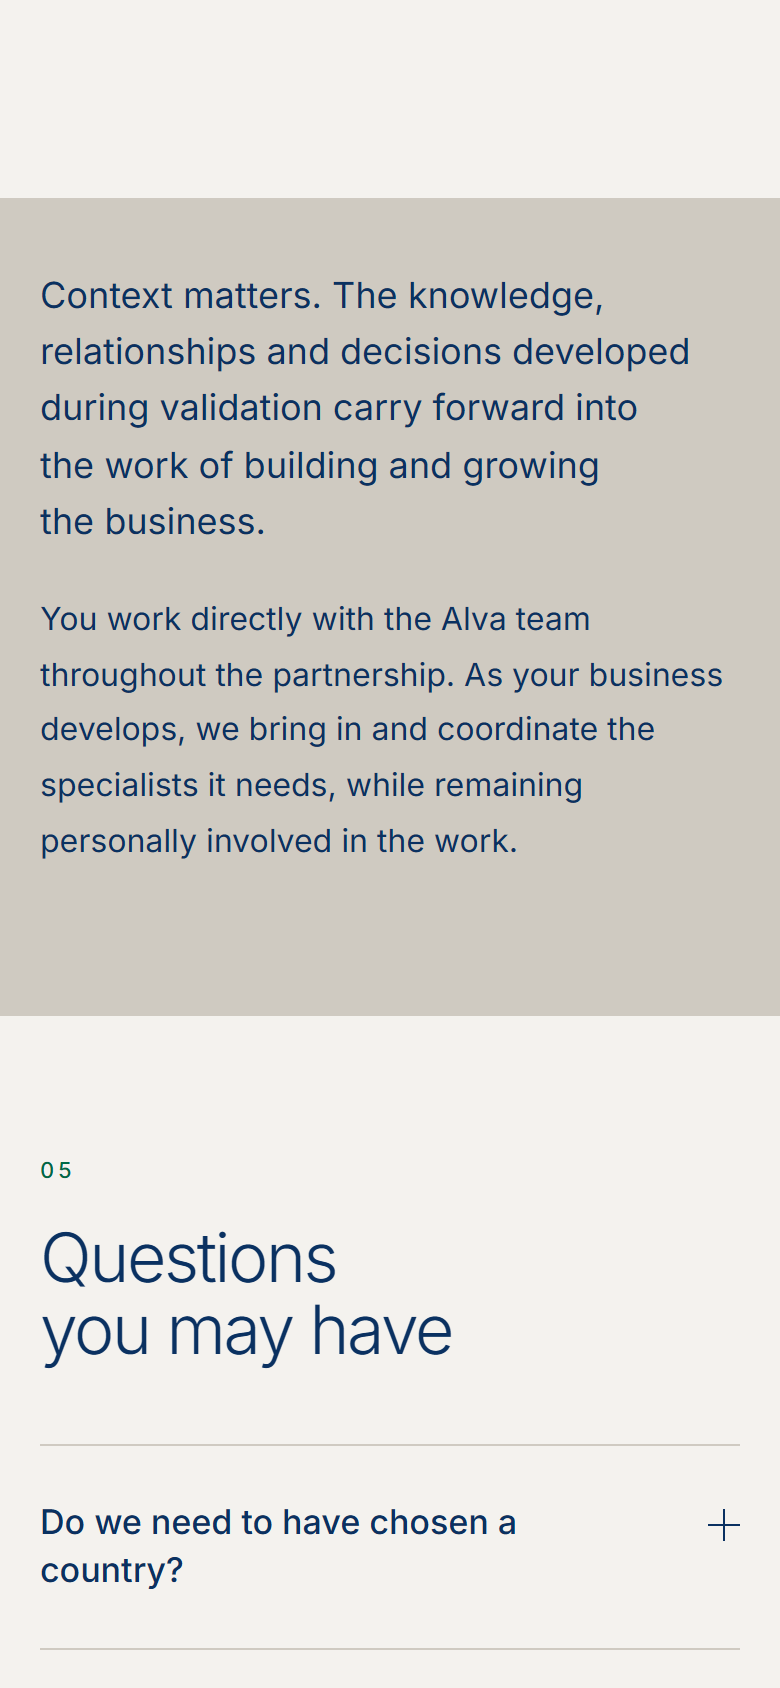 Context matters. The knowledge,
relationships and decisions developed
during validation carry forward into
the work of building and growing
the business.
You work directly with the Alva team
throughout the partnership. As your business
develops, we bring in and coordinate the
specialists it needs, while remaining
personally involved in the work.
05
Questions
you may have
Do we need to have chosen a
country?